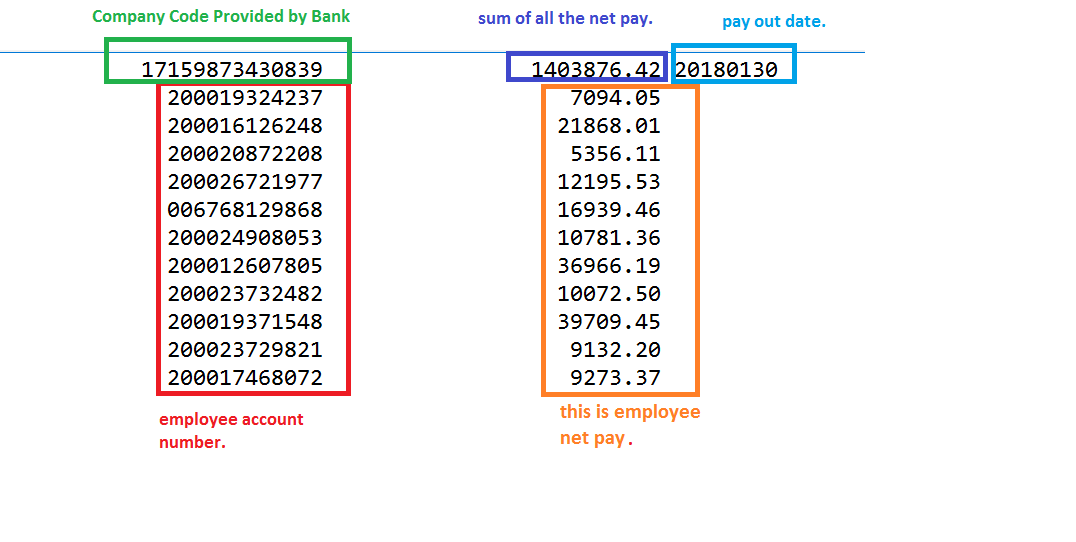 Company Code Provided by Bank
sum of all the net pay.
pay out date.
17159873430839 1403876.42 20180130
200019324237 7094.05
200016126248 21868.01
200020872208 5356.11
200026721977 12195.53
006768129868 16939.46
200024908053 10781.36
200012607805 36966.19
200023732482 10072.50
200019371548 39709.45
200023729821 9132.20
200017468072 9273.37
employee account
number.
this is employee
net pay.